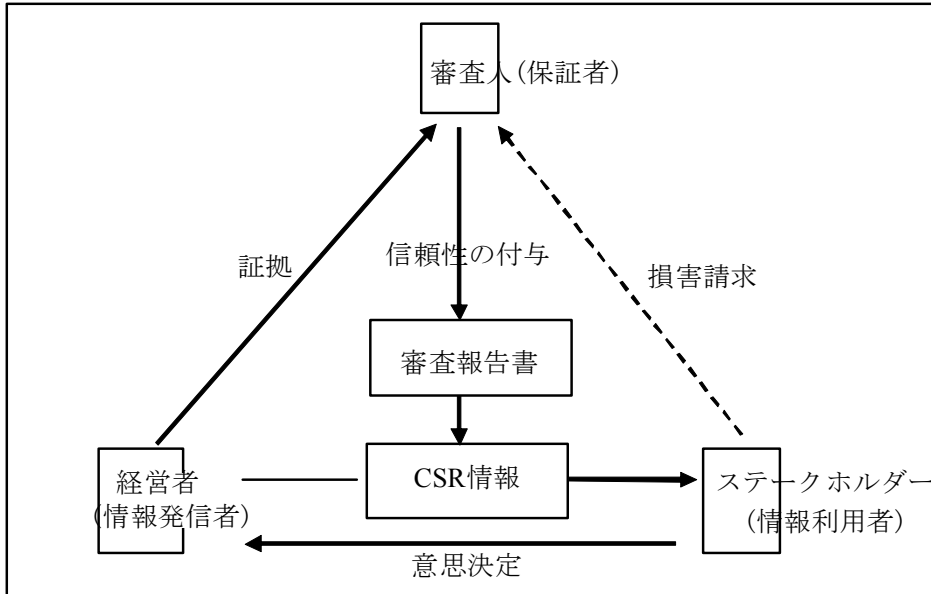 審査人(保証者)
証拠
信頼性の付与
損害請求
審査報告書
経営者
(情報発信者)
CSR情報
ステークホルダー
(情報利用者)
意思決定